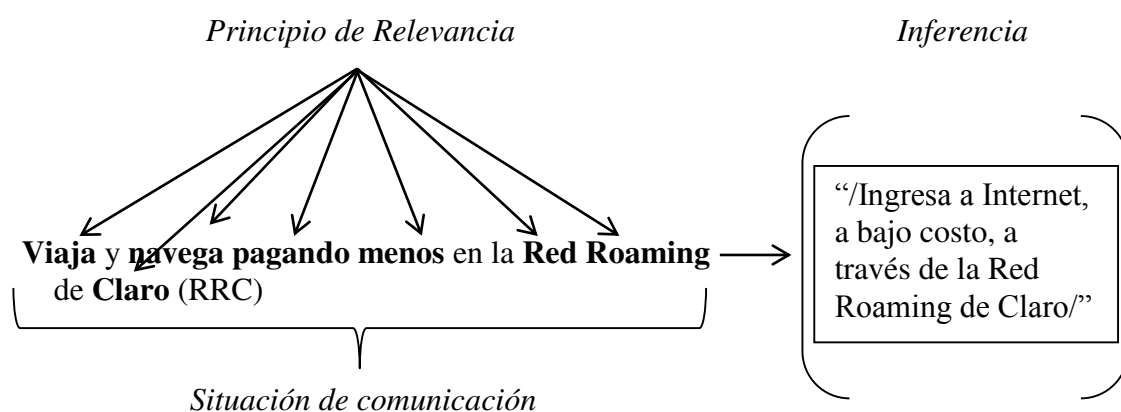 Principio de Relevancia
Inferencia
Viaja y navega pagando menos en la Red Roaming
de Claro (RRC)
“/Ingresa a Internet,
a bajo costo, a
través de la Red
Roaming de Claro/”
Situación de comunicación